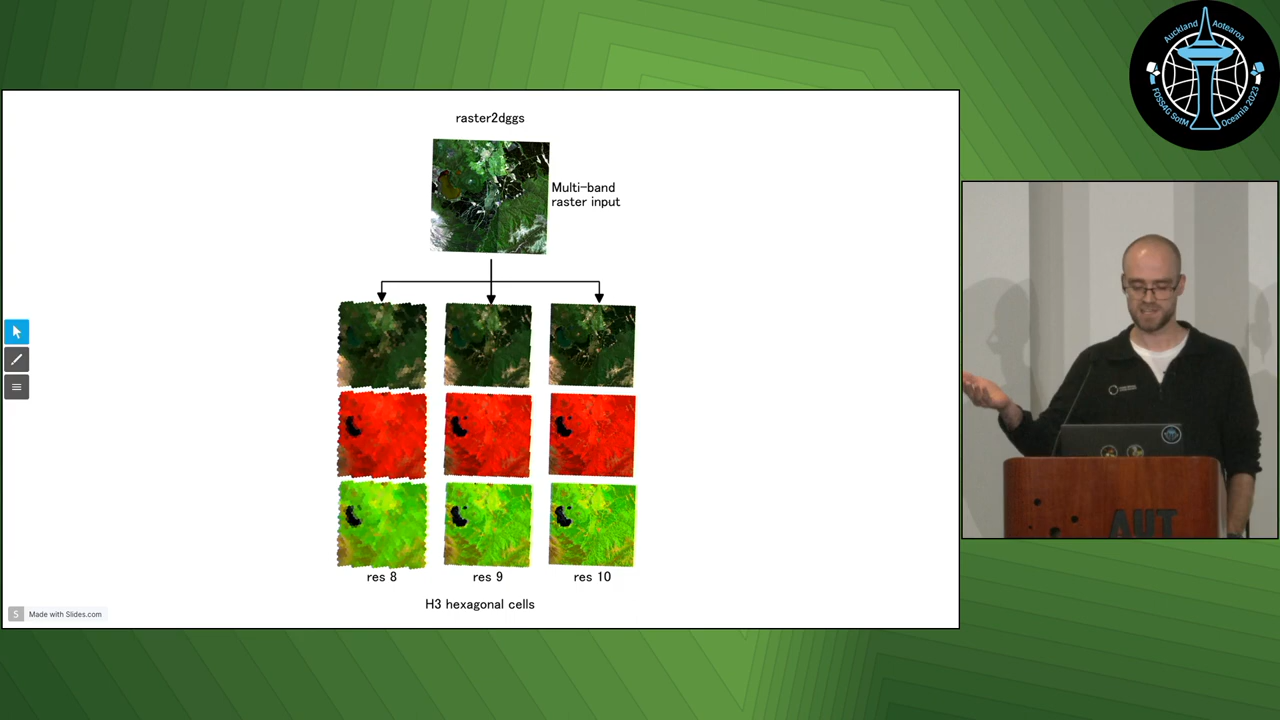 Auckland
Aotearoa
FOSS4G SotM
Oceania 2023
raster2dggs
Multi-band
raster input
res 8
res 9
res 10
H3 hexagonal cells
S
Made with Slides.com
AUT